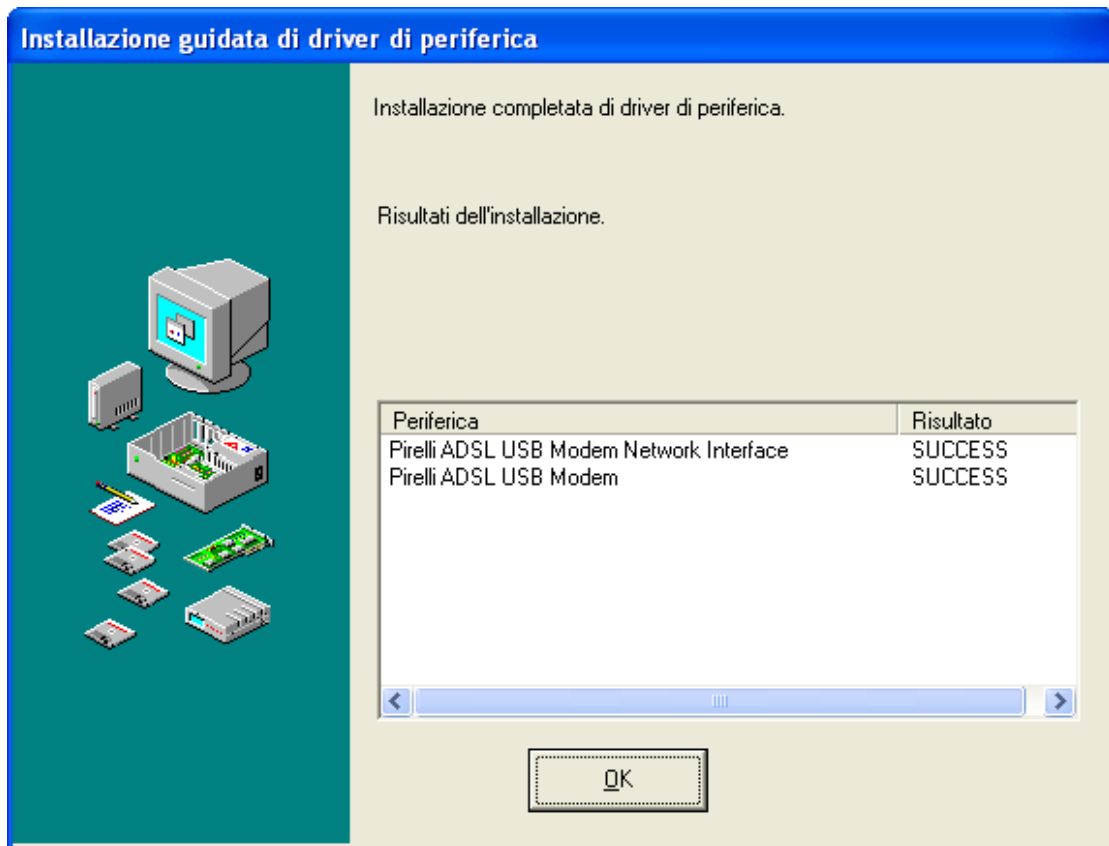 Installazione guidata di driver di periferica
Installazione completata di driver di periferica.
Risultati dell'installazione.
Periferica Risultato
Pirelli ADSL USB Modem Network Interface SUCCESS
Pirelli ADSL USB Modem SUCCESS
OK